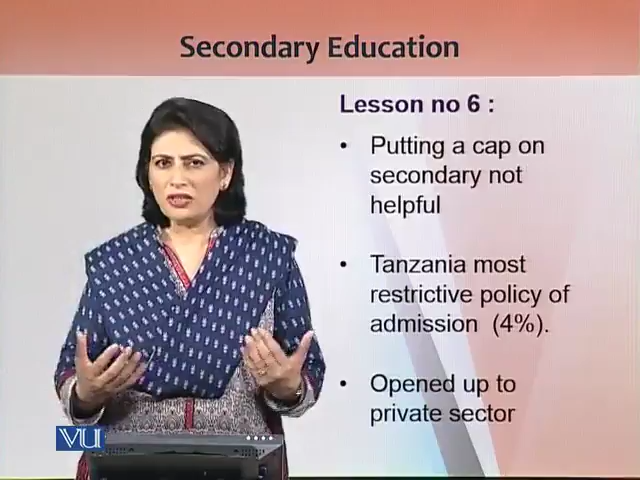 Secondary Education
Lesson no 6 :
• Putting a cap on
secondary not
helpful
• Tanzania most
restrictive policy of
admission (4%).
• Opened up to
private sector
VU